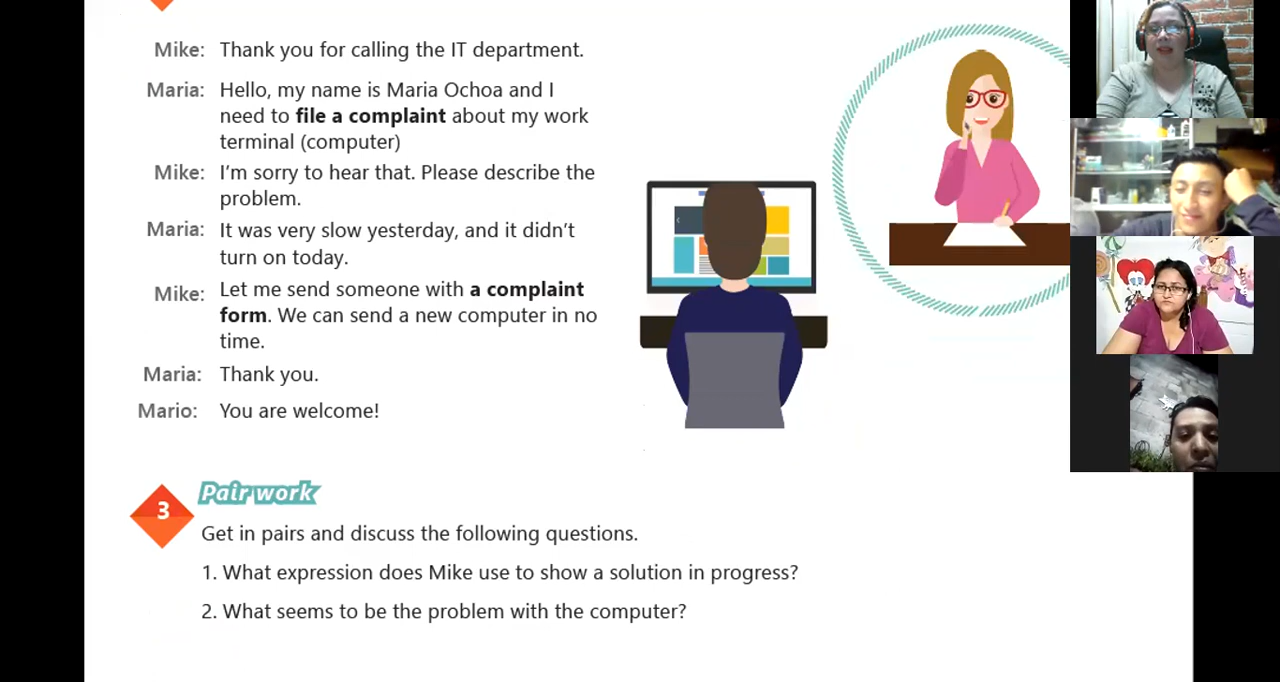 Mike: Thank you for calling the IT department.
Maria: Hello, my name is Maria Ochoa and I
need to file a complaint about my work
terminal (computer)
Mike: I'm sorry to hear that. Please describe the
problem.
Maria: It was very slow yesterday, and it didn't
turn on today.
Mike: Let me send someone with a complaint
form. We can send a new computer in no
time.
Maria: Thank you.
Mario: You are welcome!
3 Pair work
Get in pairs and discuss the following questions.
1. What expression does Mike use to show a solution in progress?
2. What seems to be the problem with the computer?